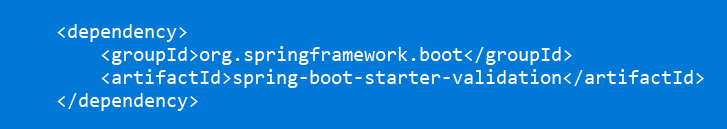 <dependency>
    <groupId>org.springframework.boot</groupId>
    <artifactId>spring-boot-starter-validation</artifactId>
</dependency>